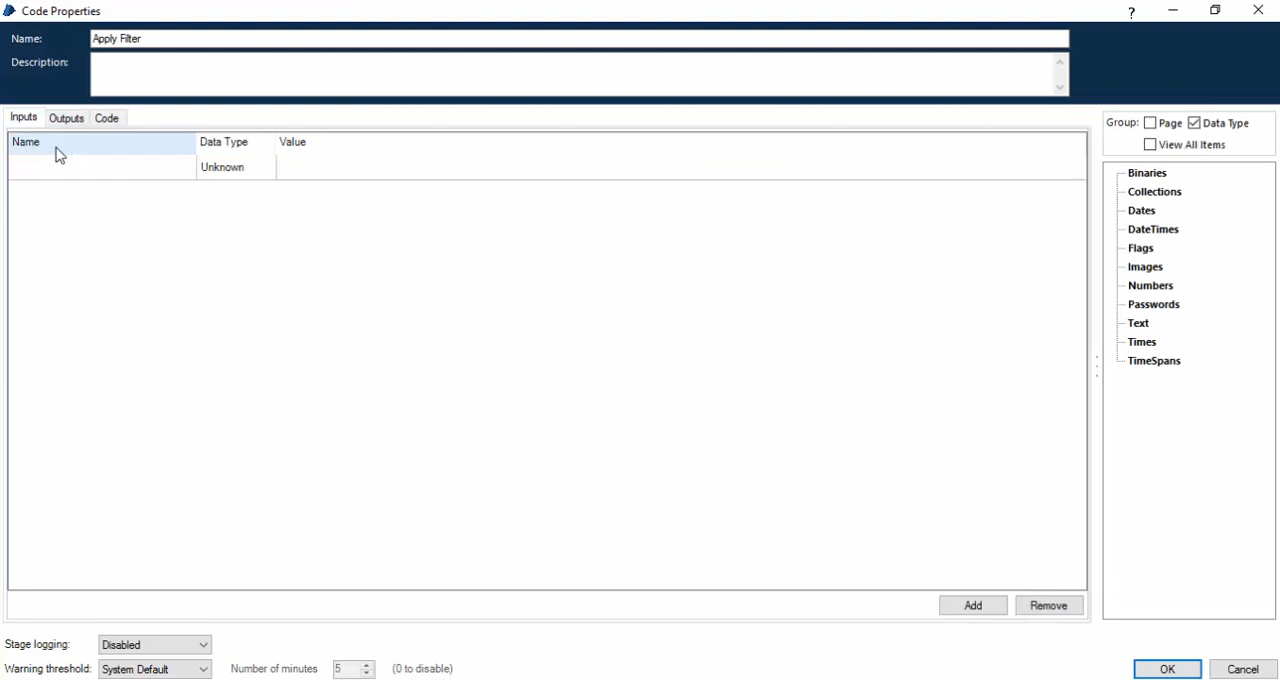 Code Properties
?
Name: Apply Filter
Description:
Inputs Outputs Code
Name Data Type Value
Unknown
Group: Page Data Type
View All Items
Binaries
Collections
Dates
DateTimes
Flags
Images
Numbers
Passwords
Text
Times
TimeSpans
Add Remove
Stage logging: Disabled
Warning threshold: System Default Number of minutes 5 (0 to disable)
OK Cancel